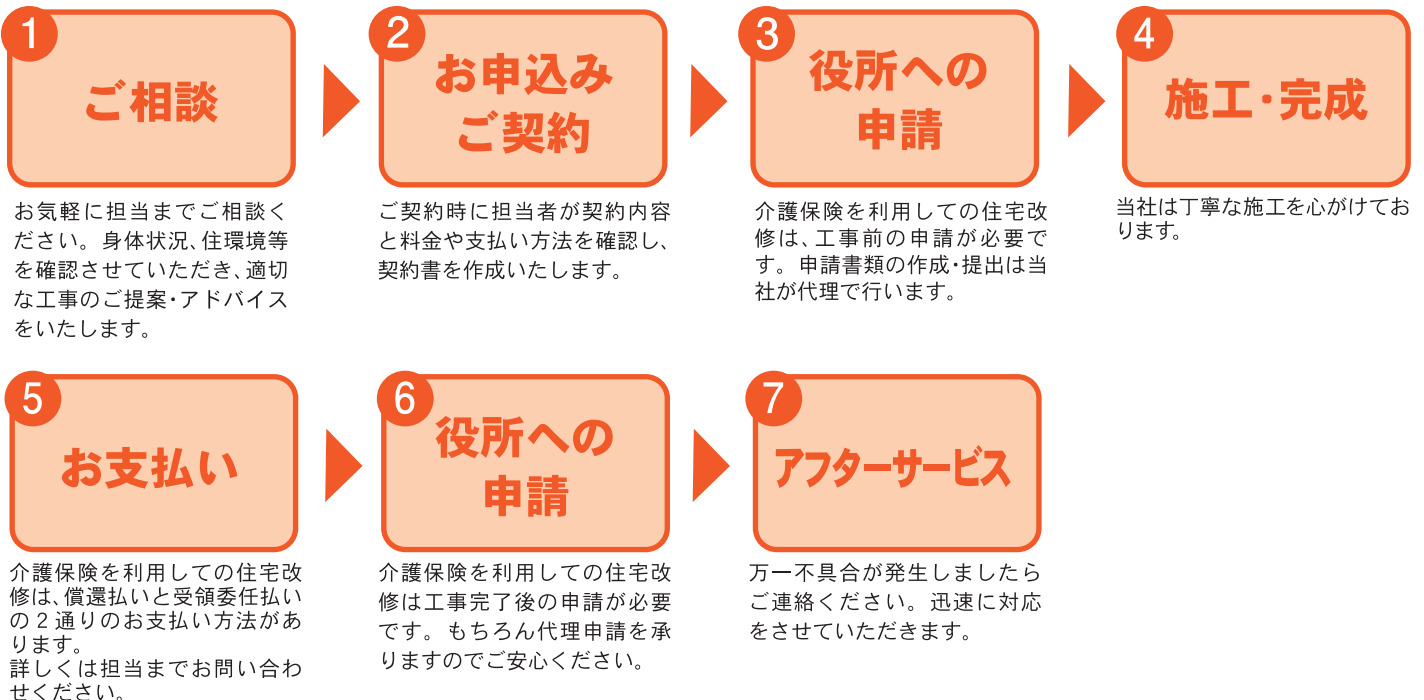 1
ご相談
お気軽に担当までご相談く
ださい。身体状況、住環境等
を確認させていただき、適切
な工事のご提案・アドバイス
をいたします。
2
お申込み
ご契約
ご契約時に担当者が契約内容
と料金や支払い方法を確認し、
契約書を作成いたします。
3
役所への
申請
介護保険を利用しての住宅改
修は、工事前の申請が必要で
す。申請書類の作成・提出は当
社が代理で行います。
4
施工・完成
当社は丁寧な施工を心がけてお
ります。
5
お支払い
介護保険を利用しての住宅改
修は、償還払いと受領委任払い
の2通りのお支払い方法があ
ります。
詳しくは担当までお問い合わ
せください。
6
役所への
申請
介護保険を利用しての住宅改
修は工事完了後の申請が必要
です。もちろん代理申請を承
りますのでご安心ください。
7
アフターサービス
万一不具合が発生しましたら
ご連絡ください。迅速に対応
をさせていただきます。